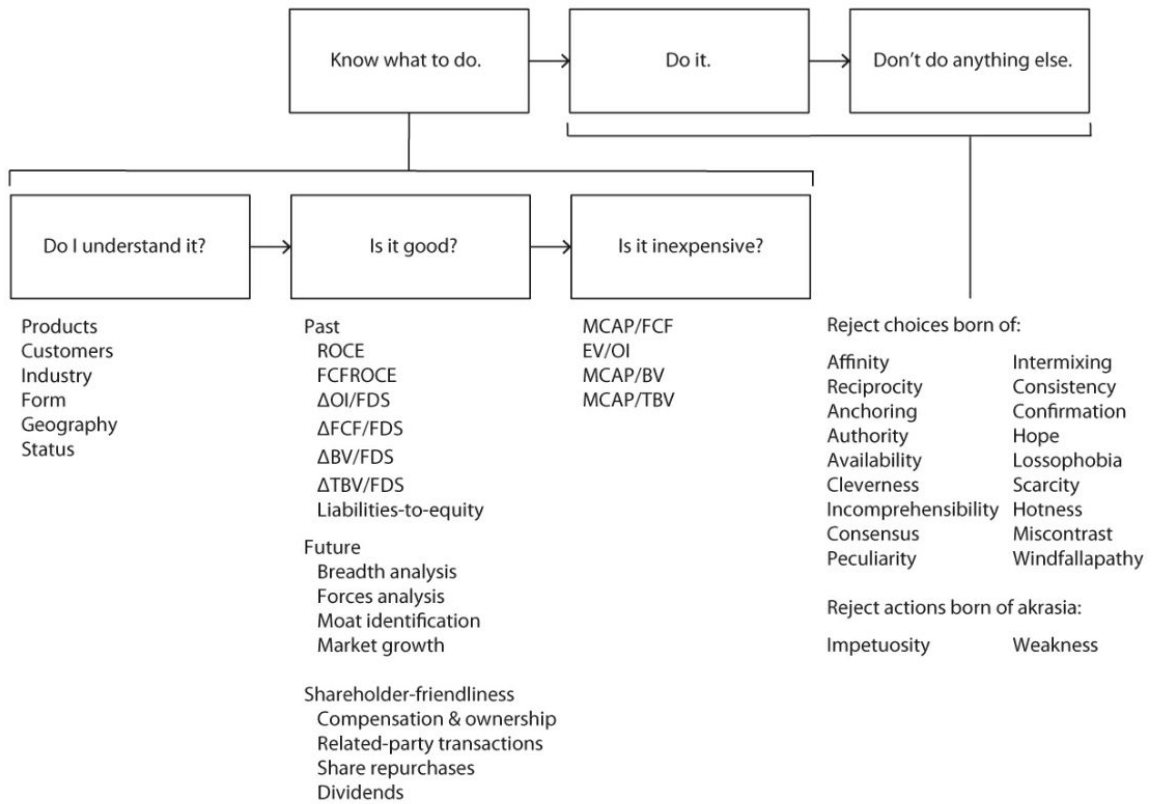 Know what to do.
Do it.
Don't do anything else.
Do I understand it?
Is it good?
Is it inexpensive?
Products
Customers
Industry
Form
Geography
Status
Past
ROCE
FCFROCE
ΔOI/FDS
ΔFCF/FDS
ΔBV/FDS
ΔTBV/FDS
Liabilities-to-equity
Future
Breadth analysis
Forces analysis
Moat identification
Market growth
Shareholder-friendliness
Compensation & ownership
Related-party transactions
Share repurchases
Dividends
MCAP/FCF
EV/OI
MCAP/BV
MCAP/TBV
Reject choices born of:
Affinity
Reciprocity
Anchoring
Authority
Availability
Cleverness
Incomprehensibility
Consensus
Peculiarity
Intermixing
Consistency
Confirmation
Hope
Lossophobia
Scarcity
Hotness
Miscontrast
Windfallapathy
Reject actions born of akrasia:
Impetuosity
Weakness